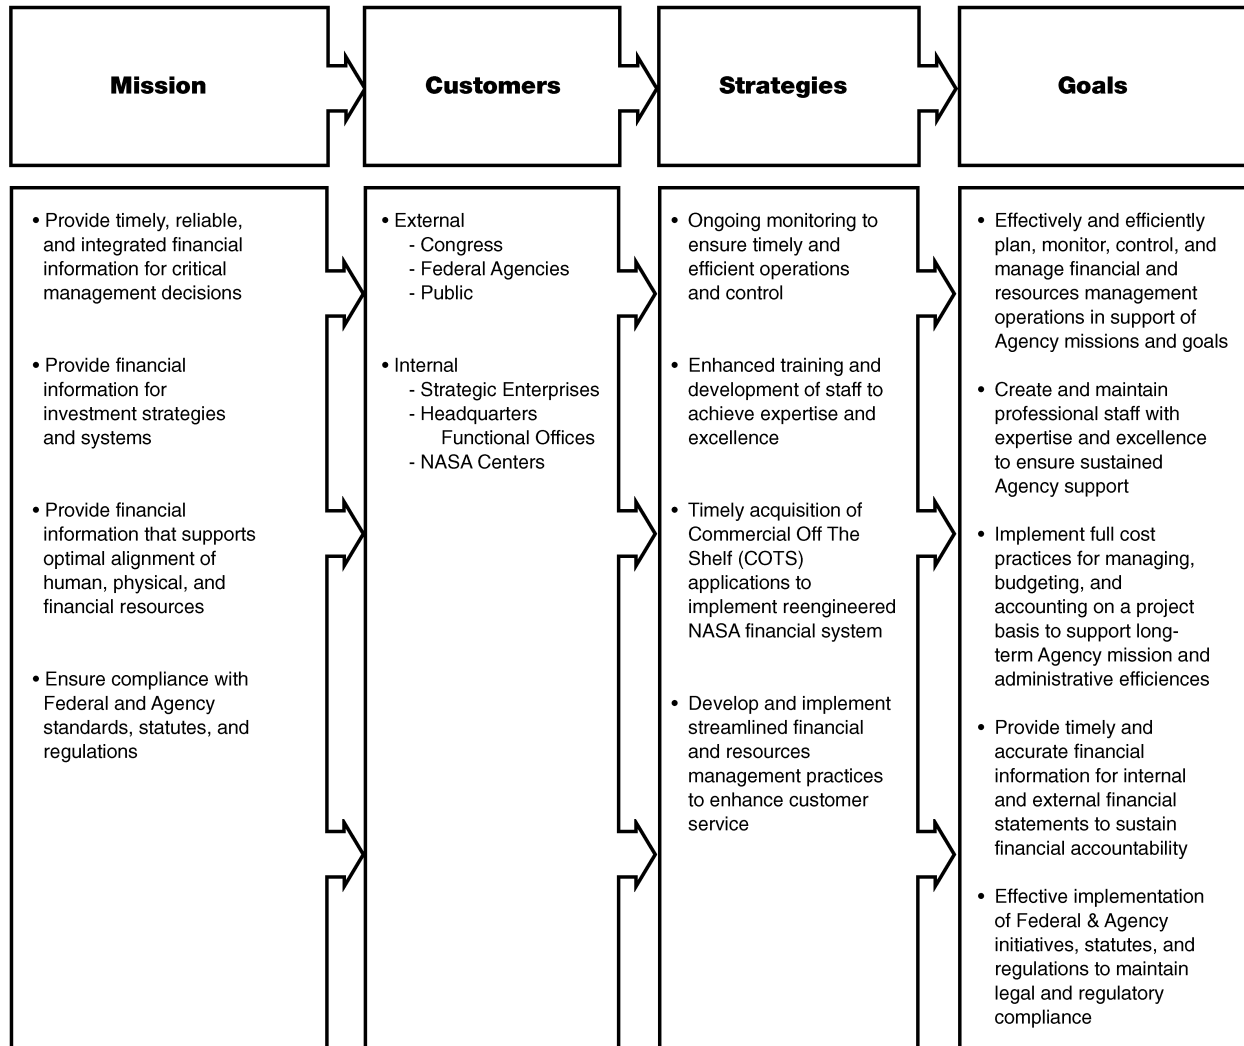 Mission
Customers
Strategies
Goals
• Provide timely, reliable,
and integrated financial
information for critical
management decisions
• Provide financial
information for
investment strategies
and systems
• Provide financial
information that supports
optimal alignment of
human, physical, and
financial resources
• Ensure compliance with
Federal and Agency
standards, statutes, and
regulations
• External
- Congress
- Federal Agencies
- Public
• Internal
- Strategic Enterprises
- Headquarters
Functional Offices
- NASA Centers
• Ongoing monitoring to
ensure timely and
efficient operations
and control
• Enhanced training and
development of staff to
achieve expertise and
excellence
• Timely acquisition of
Commercial Off The
Shelf (COTS)
applications to
implement reengineered
NASA financial system
• Develop and implement
streamlined financial
and resources
management practices
to enhance customer
service
• Effectively and efficiently
plan, monitor, control, and
manage financial and
resources management
operations in support of
Agency missions and goals
• Create and maintain
professional staff with
expertise and excellence
to ensure sustained
Agency support
• Implement full cost
practices for managing,
budgeting, and
accounting on a project
basis to support long-
term Agency mission and
administrative efficiences
• Provide timely and
accurate financial
information for internal
and external financial
statements to sustain
financial accountability
• Effective implementation
of Federal & Agency
initiatives, statutes, and
regulations to maintain
legal and regulatory
compliance